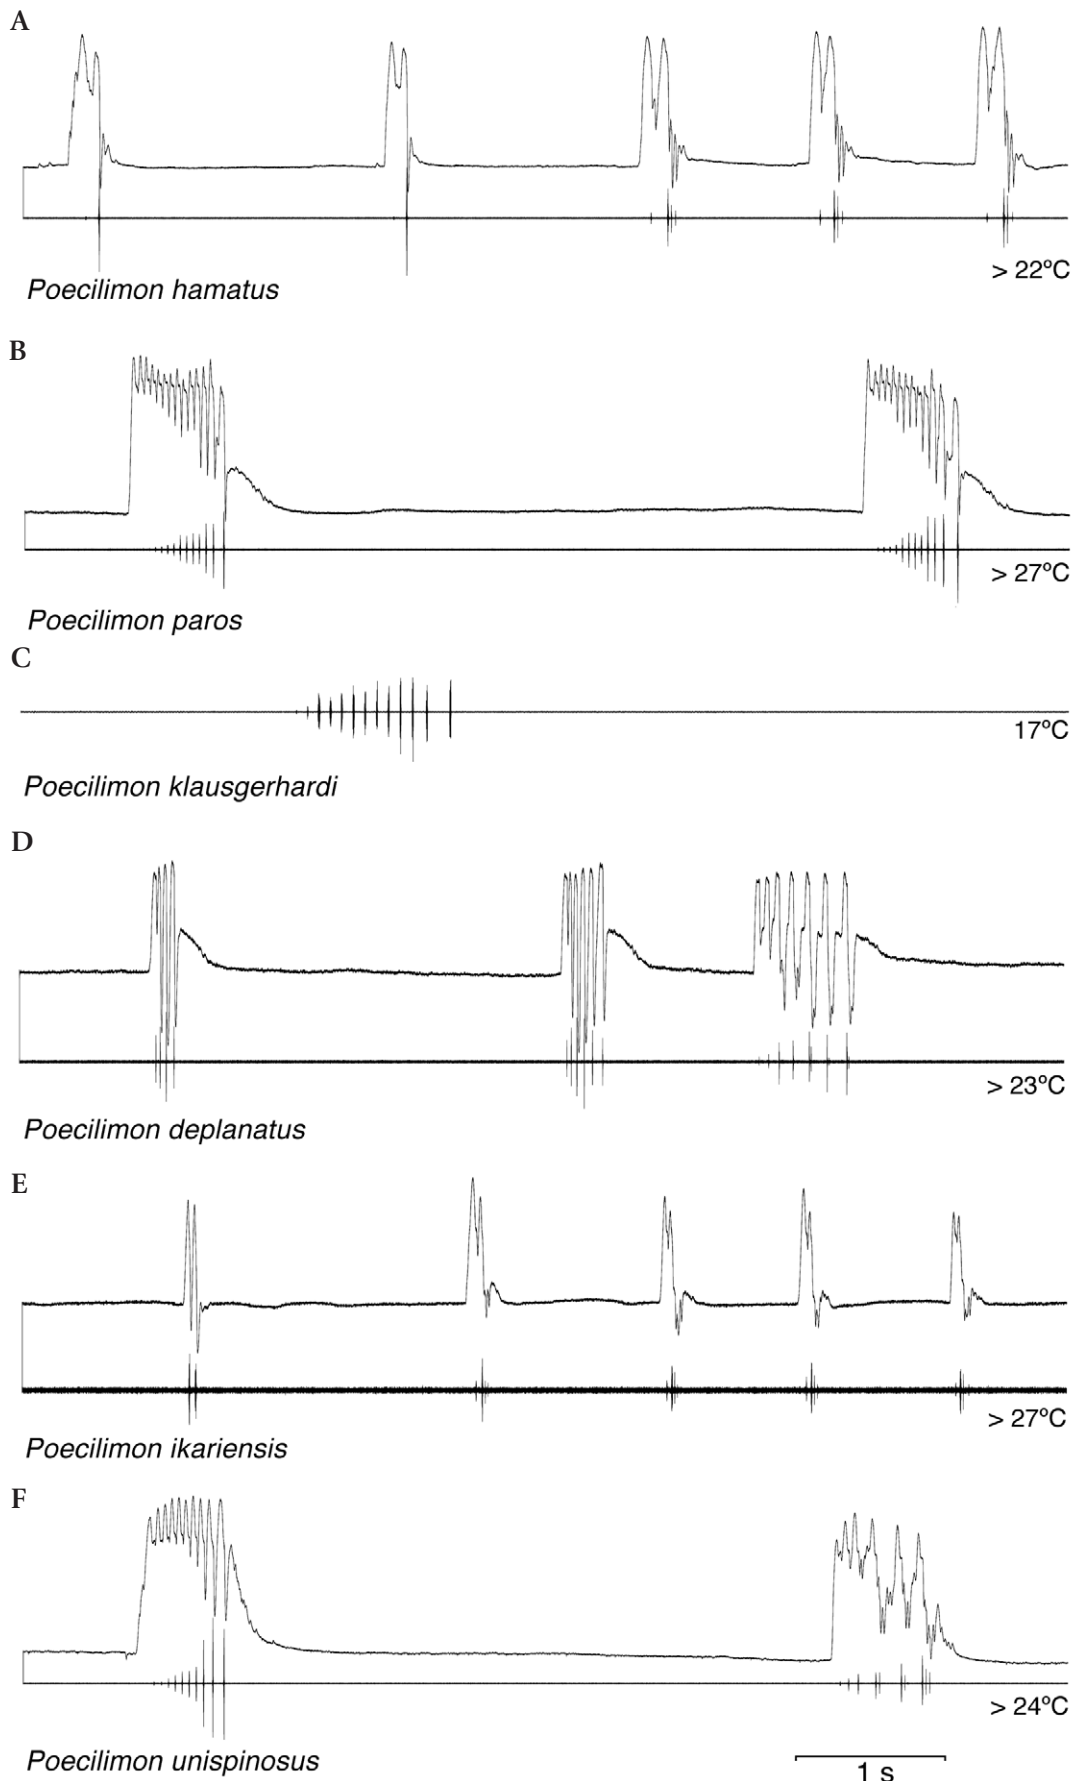 A
> 22°C
Poecilimon hamatus
B
> 27°C
Poecilimon paros
C
17°C
Poecilimon klausgerhardi
D
> 23°C
Poecilimon deplanatus
E
> 27°C
Poecilimon ikariensis
F
> 24°C
Poecilimon unispinosus
1 s